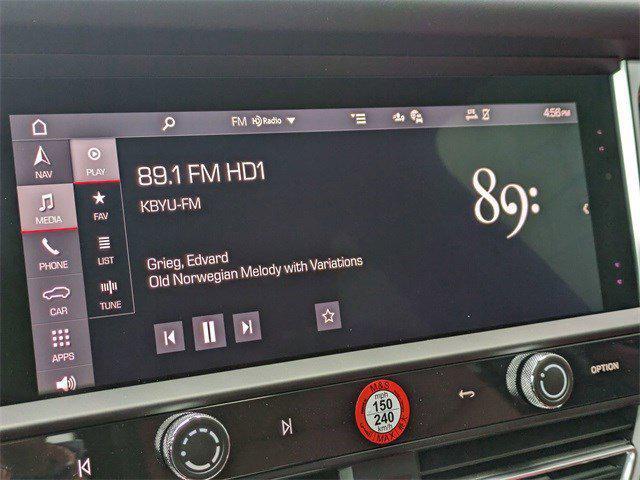 FM HD Radio
4:56 PM
NAV
PLAY
MEDIA
FAV
PHONE
LIST
CAR
TUNE
APPS
89.1 FM HD1
KBYU-FM
Grieg, Edvard
Old Norwegian Melody with Variations
89:
OPTION
M&S
mph
150
240
km/h
MAX